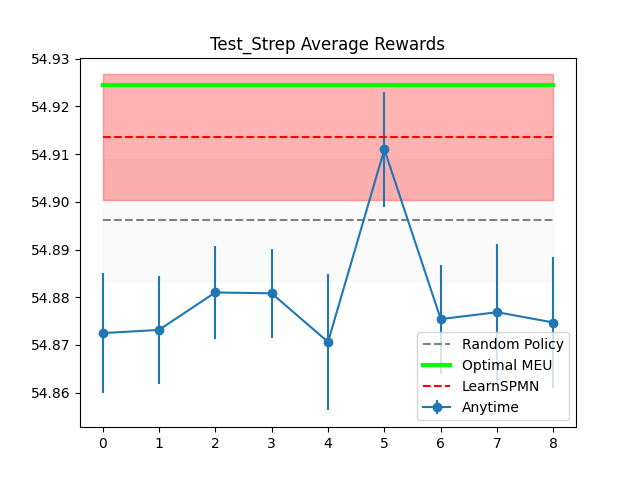 Test_Strep Average Rewards
54.93
54.92
54.91
54.90
54.89
54.88
54.87
54.86
0 1 2 3 4 5 6 7 8
Random Policy
Optimal MEU
LearnSPMN
Anytime